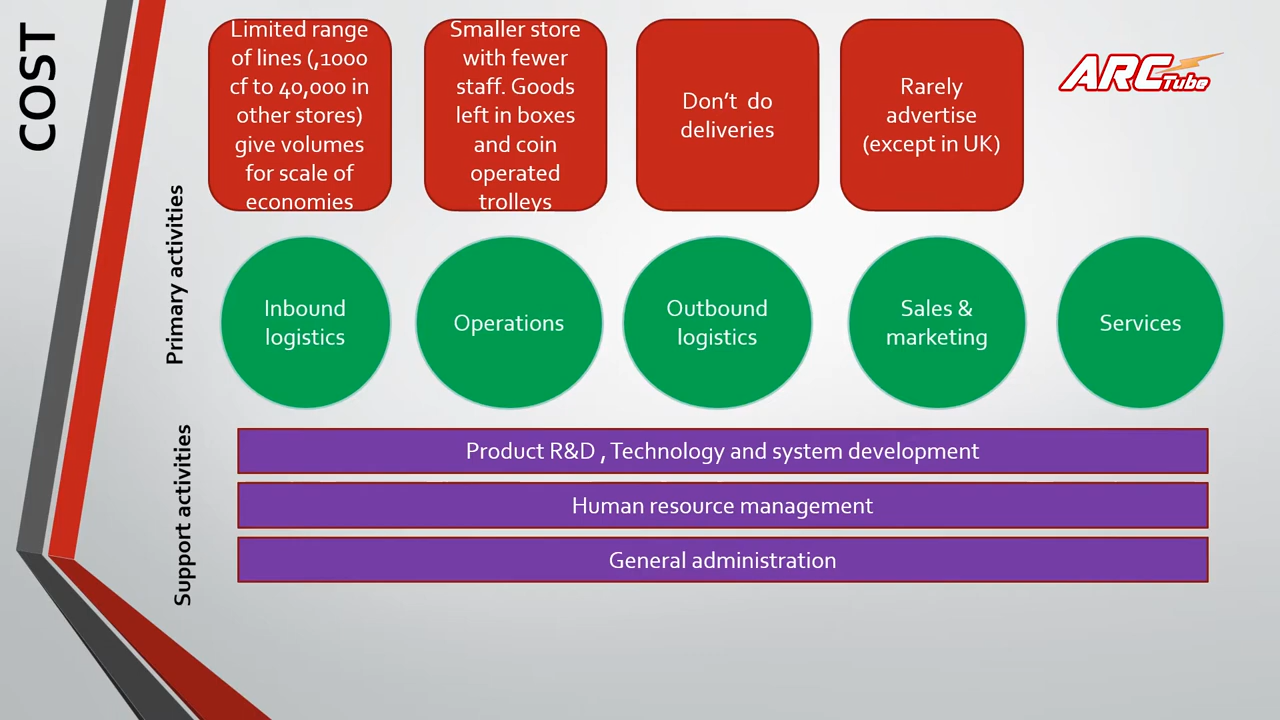 COST
Limited range
of lines (,1000
cf to 40,000 in
other stores)
give volumes
for scale of
economies
Smaller store
with fewer
staff. Goods
left in boxes
and coin
operated
trolleys
Don’t  do
deliveries
Rarely
advertise
(except in UK)
ARC
Tube
Primary activities
Inbound
logistics
Operations
Outbound
logistics
Sales &
marketing
Services
Support activities
Product R&D , Technology and system development
Human resource management
General administration